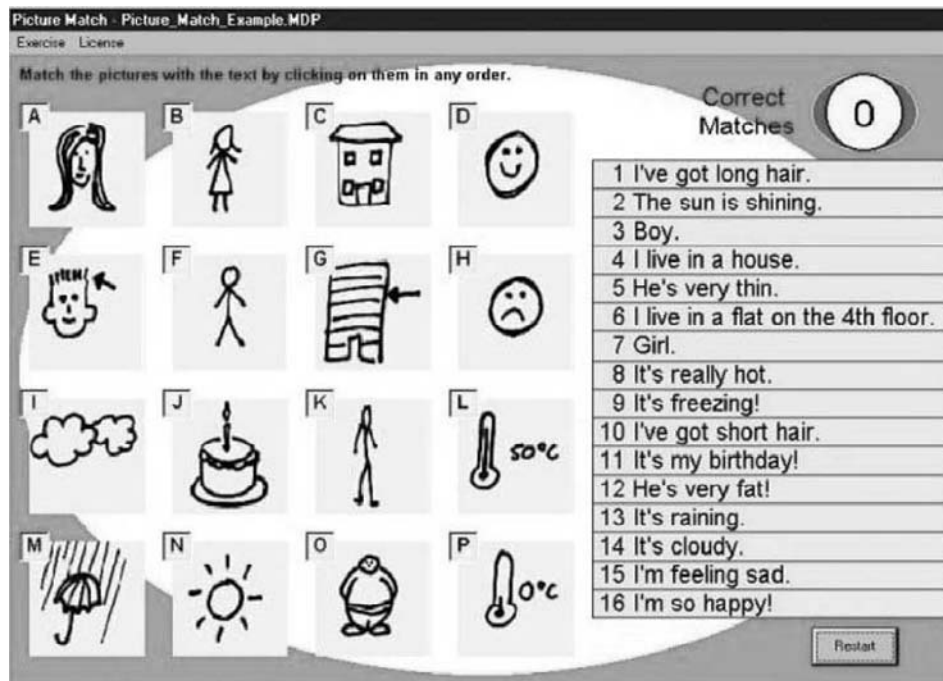 Picture Match - Picture_Match_Example.MDP
Exercise License
Match the pictures with the text by clicking on them in any order.
Correct
Matches
0
A
B
C
D
E
F
G
H
I
J
K
L
50°C
M
N
O
P
0°C
1 I've got long hair.
2 The sun is shining.
3 Boy.
4 I live in a house.
5 He's very thin.
6 I live in a flat on the 4th floor.
7 Girl.
8 It's really hot.
9 It's freezing!
10 I've got short hair.
11 It's my birthday!
12 He's very fat!
13 It's raining.
14 It's cloudy.
15 I'm feeling sad.
16 I'm so happy!
Restart